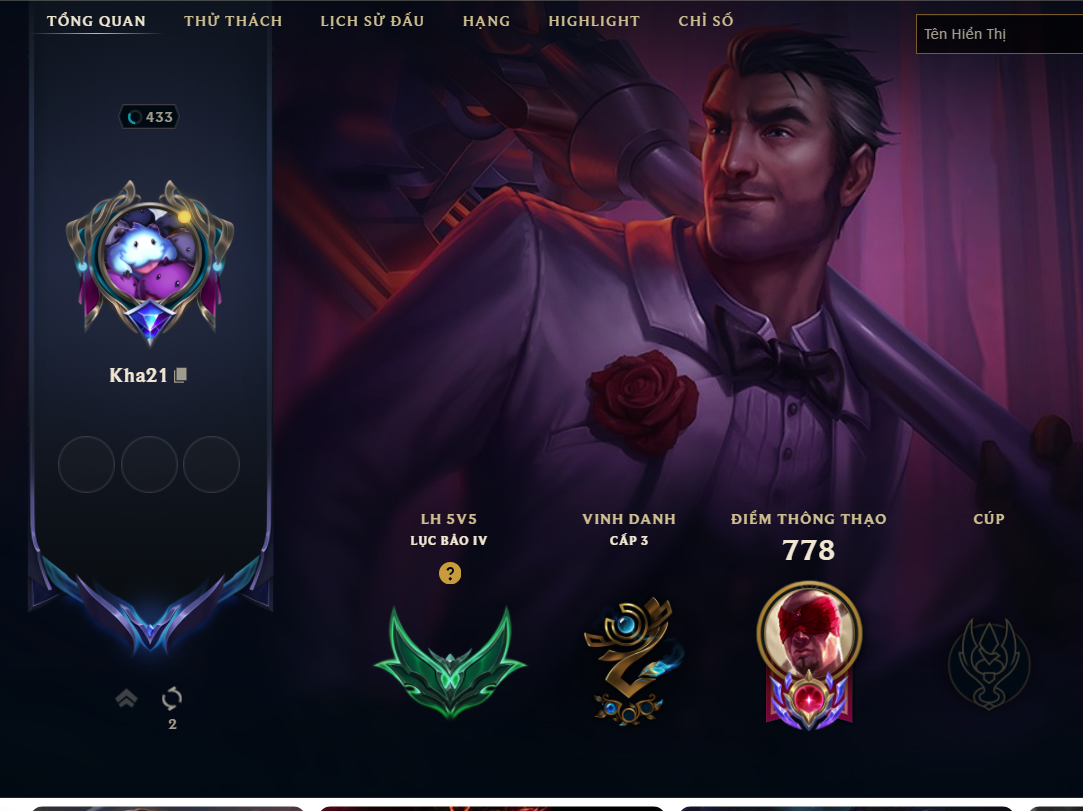 TỔNG QUAN
THỬ THÁCH
LỊCH SỬ ĐẤU
HẠNG
HIGHLIGHT
CHỈ SỐ
Tên Hiển Thị
433
Kha21
LH 5V5
LỤC BẢO IV
?
VINH DANH
CẤP 3
ĐIỂM THÔNG THẠO
778
CÚP
2